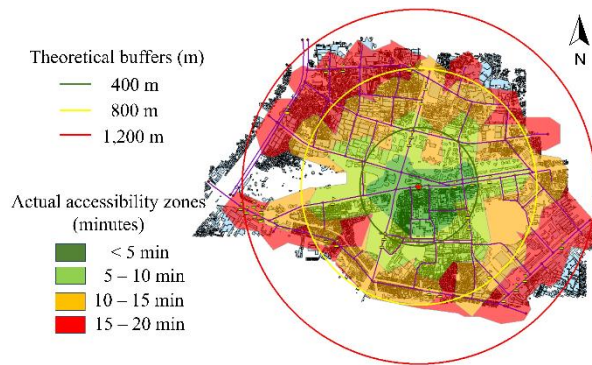 Theoretical buffers (m)
400 m
800 m
1,200 m
Actual accessibility zones
(minutes)
< 5 min
5 – 10 min
10 – 15 min
15 – 20 min
N